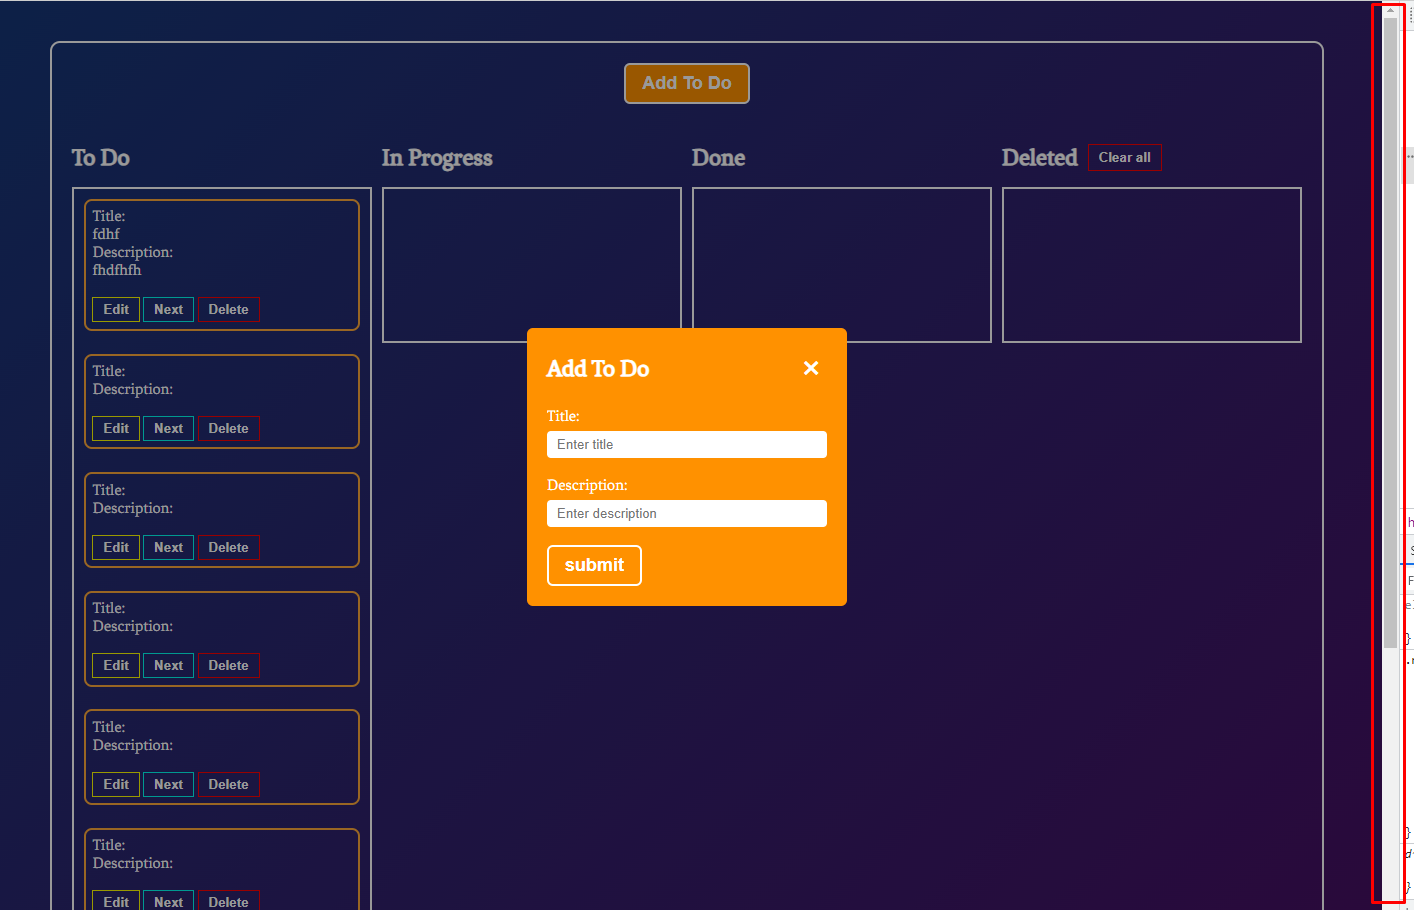 Add To Do
To Do
In Progress
Done
Deleted
Clear all
Title:
fdhf
Description:
fhdfhfh
Edit Next Delete
Title:
Description:
Edit Next Delete
Title:
Description:
Edit Next Delete
Title:
Description:
Edit Next Delete
Title:
Description:
Edit Next Delete
Title:
Description:
Edit Next Delete
Add To Do
×
Title:
Enter title
Description:
Enter description
submit
}
}
}